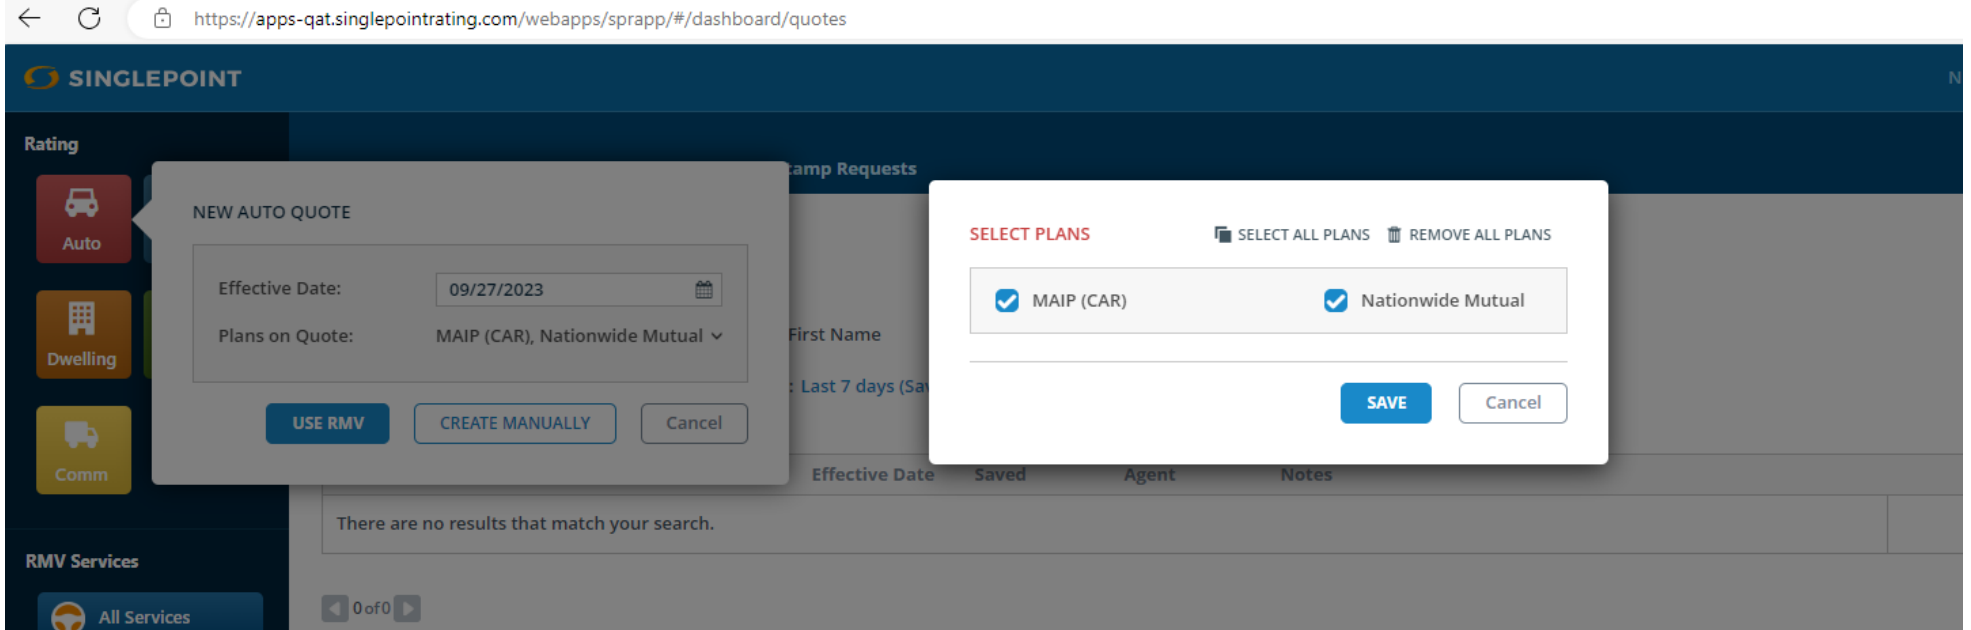 https://apps-qat.singlepointrating.com/webapps/sprapp/#/dashboard/quotes
SINGLEPOINT
Rating
Auto
Dwelling
Comm
RMV Services
All Services
NEW AUTO QUOTE
Effective Date: 09/27/2023
Plans on Quote: MAIP (CAR), Nationwide Mutual
USE RMV CREATE MANUALLY Cancel
Requests
First Name
: Last 7 days
SELECT PLANS SELECT ALL PLANS REMOVE ALL PLANS
MAIP (CAR) Nationwide Mutual
SAVE Cancel
Effective Date Saved Agent Notes
There are no results that match your search.
0 of 0